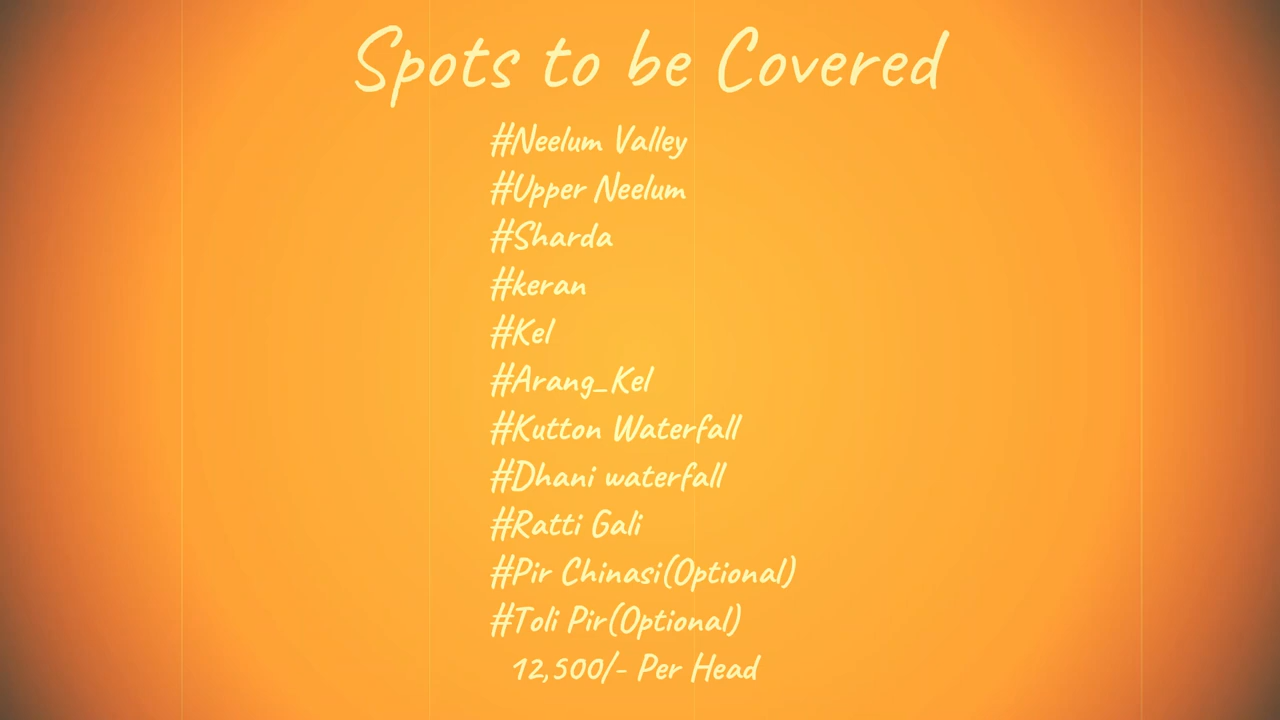 Spots to be Covered
#Neelum Valley
#Upper Neelum
#Sharda
#keran
#Kel
#Arang_Kel
#Kutton Waterfall
#Dhani waterfall
#Ratti Gali
#Pir Chinasi(Optional)
#Toli Pir(Optional)
12,500/- Per Head